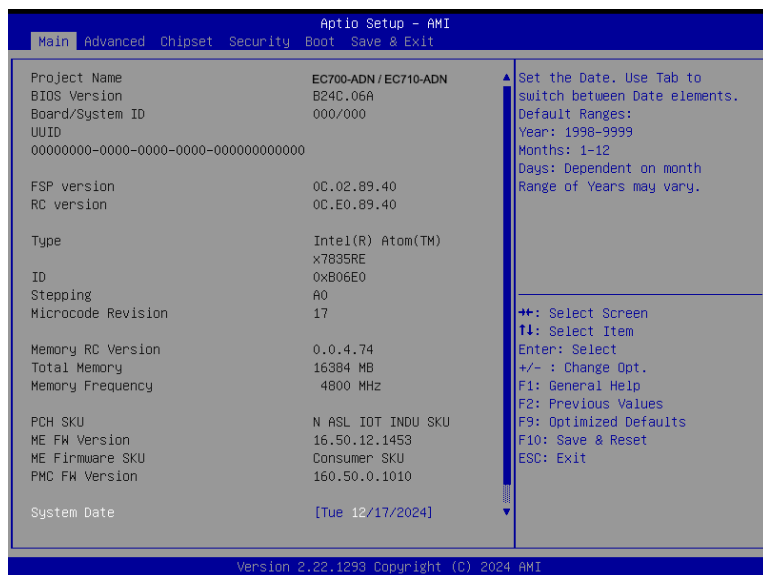 Aptio Setup – AMI
Main Advanced Chipset Security Boot Save & Exit
Project Name EC700-ADN / EC710-ADN
BIOS Version B24C.06A
Board/System ID 000/000
UUID
00000000-0000-0000-0000-000000000000
FSP version 0C.02.89.40
RC version 0C.E0.89.40
Type Intel(R) Atom(TM)
x7835RE
ID 0xB06E0
Stepping A0
Microcode Revision 17
Memory RC Version 0.0.4.74
Total Memory 16384 MB
Memory Frequency 4800 MHz
PCH SKU N ASL IOT INDU SKU
ME FW Version 16.50.12.1453
ME Firmware SKU Consumer SKU
PMC FW Version 160.50.0.1010
System Date [Tue 12/17/2024]
Set the Date. Use Tab to
switch between Date elements.
Default Ranges:
Year: 1998-9999
Months: 1-12
Days: Dependent on month
Range of Years may vary.
→←: Select Screen
↑↓: Select Item
Enter: Select
+/- : Change Opt.
F1: General Help
F2: Previous Values
F9: Optimized Defaults
F10: Save & Reset
ESC: Exit
Version 2.22.1293 Copyright (C) 2024 AMI